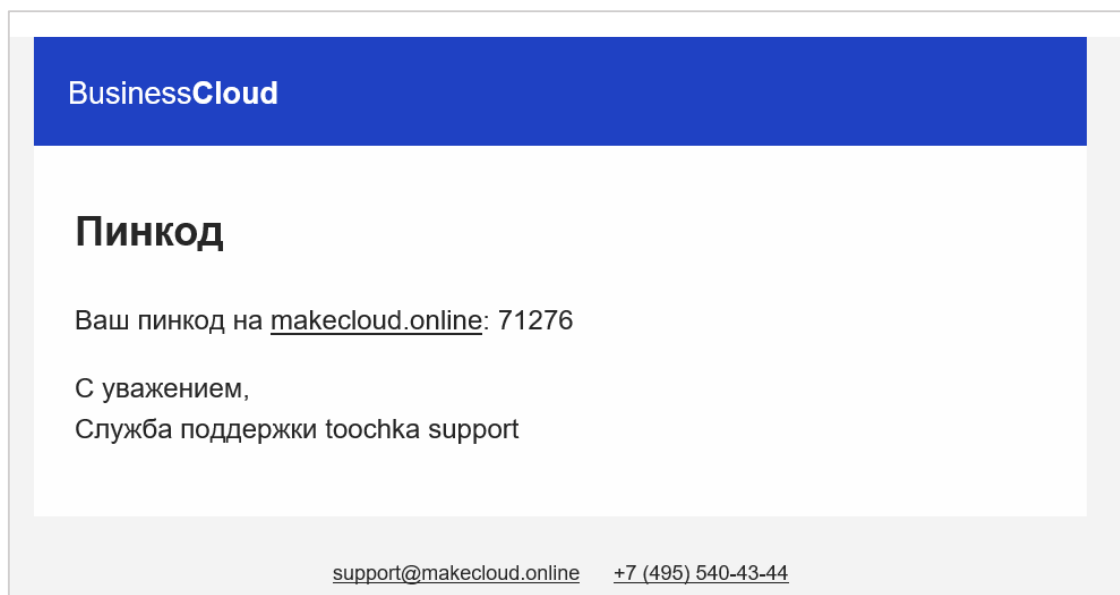 BusinessCloud
Пинкод
Ваш пинкод на makecloud.online: 71276
С уважением,
Служба поддержки toochka support
support@makecloud.online +7 (495) 540-43-44